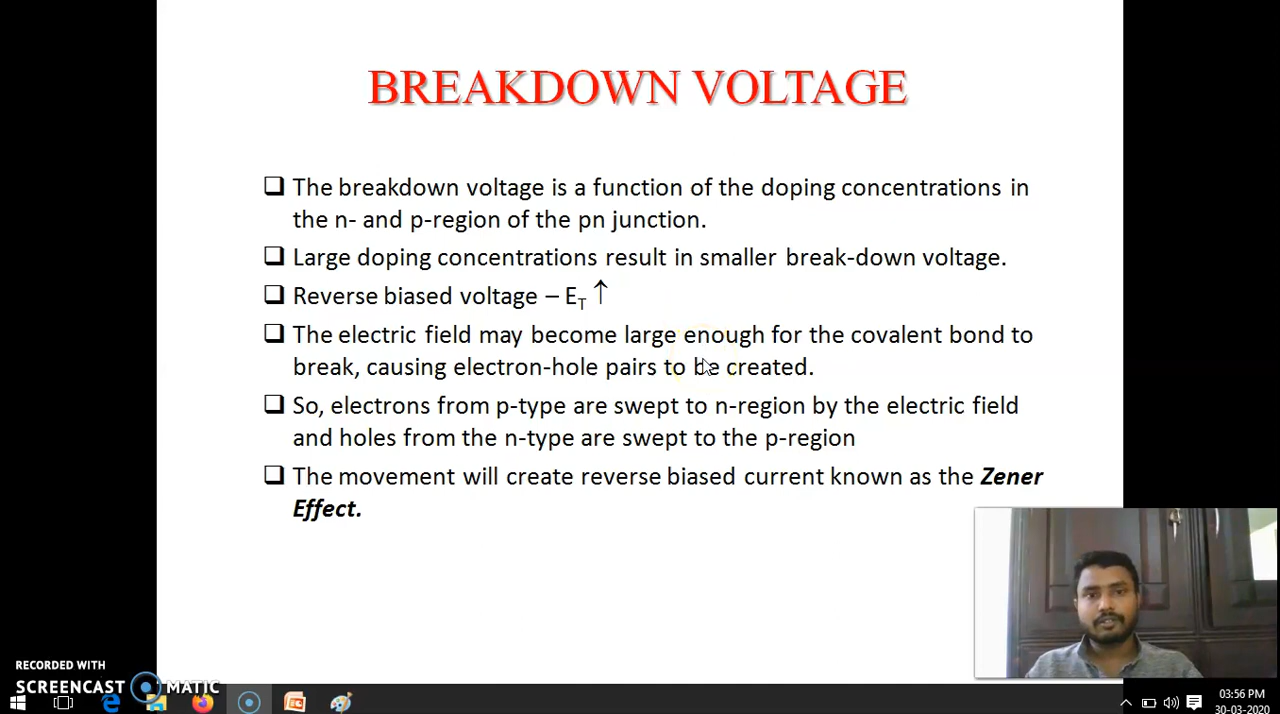 BREAKDOWN VOLTAGE
❑ The breakdown voltage is a function of the doping concentrations in
the n- and p-region of the pn junction.
❑ Large doping concentrations result in smaller break-down voltage.
❑ Reverse biased voltage – ET ↑
❑ The electric field may become large enough for the covalent bond to
break, causing electron-hole pairs to be created.
❑ So, electrons from p-type are swept to n-region by the electric field
and holes from the n-type are swept to the p-region
❑ The movement will create reverse biased current known as the Zener
Effect.
RECORDED WITH
SCREENCAST MATIC
03:56 PM
30-03-2020